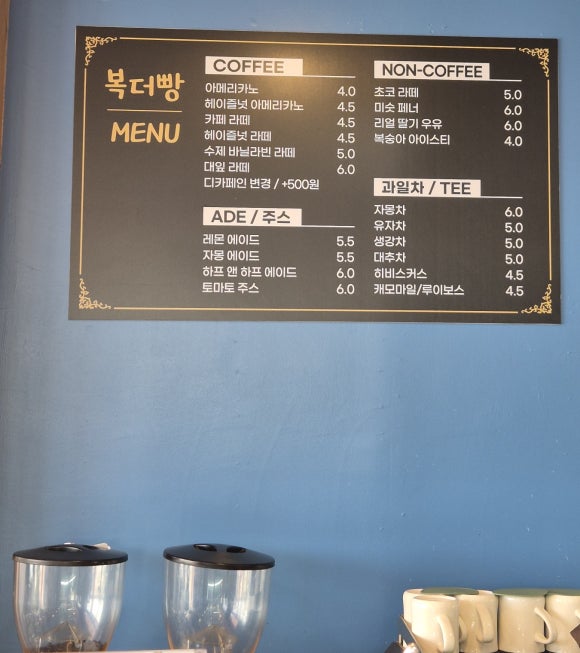 복더빵
MENU
COFFEE
아메리카노 4.0
헤이즐넛 아메리카노 4.5
카페 라떼 4.5
헤이즐넛 라떼 4.5
수제 바닐라빈 라떼 5.0
대잎 라떼 6.0
디카페인 변경 / +500원
ADE / 주스
레몬 에이드 5.5
자몽 에이드 5.5
하프 앤 하프 에이드 6.0
토마토 주스 6.0
NON-COFFEE
초코 라떼 5.0
미숫 페너 6.0
리얼 딸기 우유 6.0
복숭아 아이스티 4.0
과일차 / TEE
자몽차 6.0
유자차 5.0
생강차 5.0
대추차 5.0
히비스커스 4.5
캐모마일/루이보스 4.5